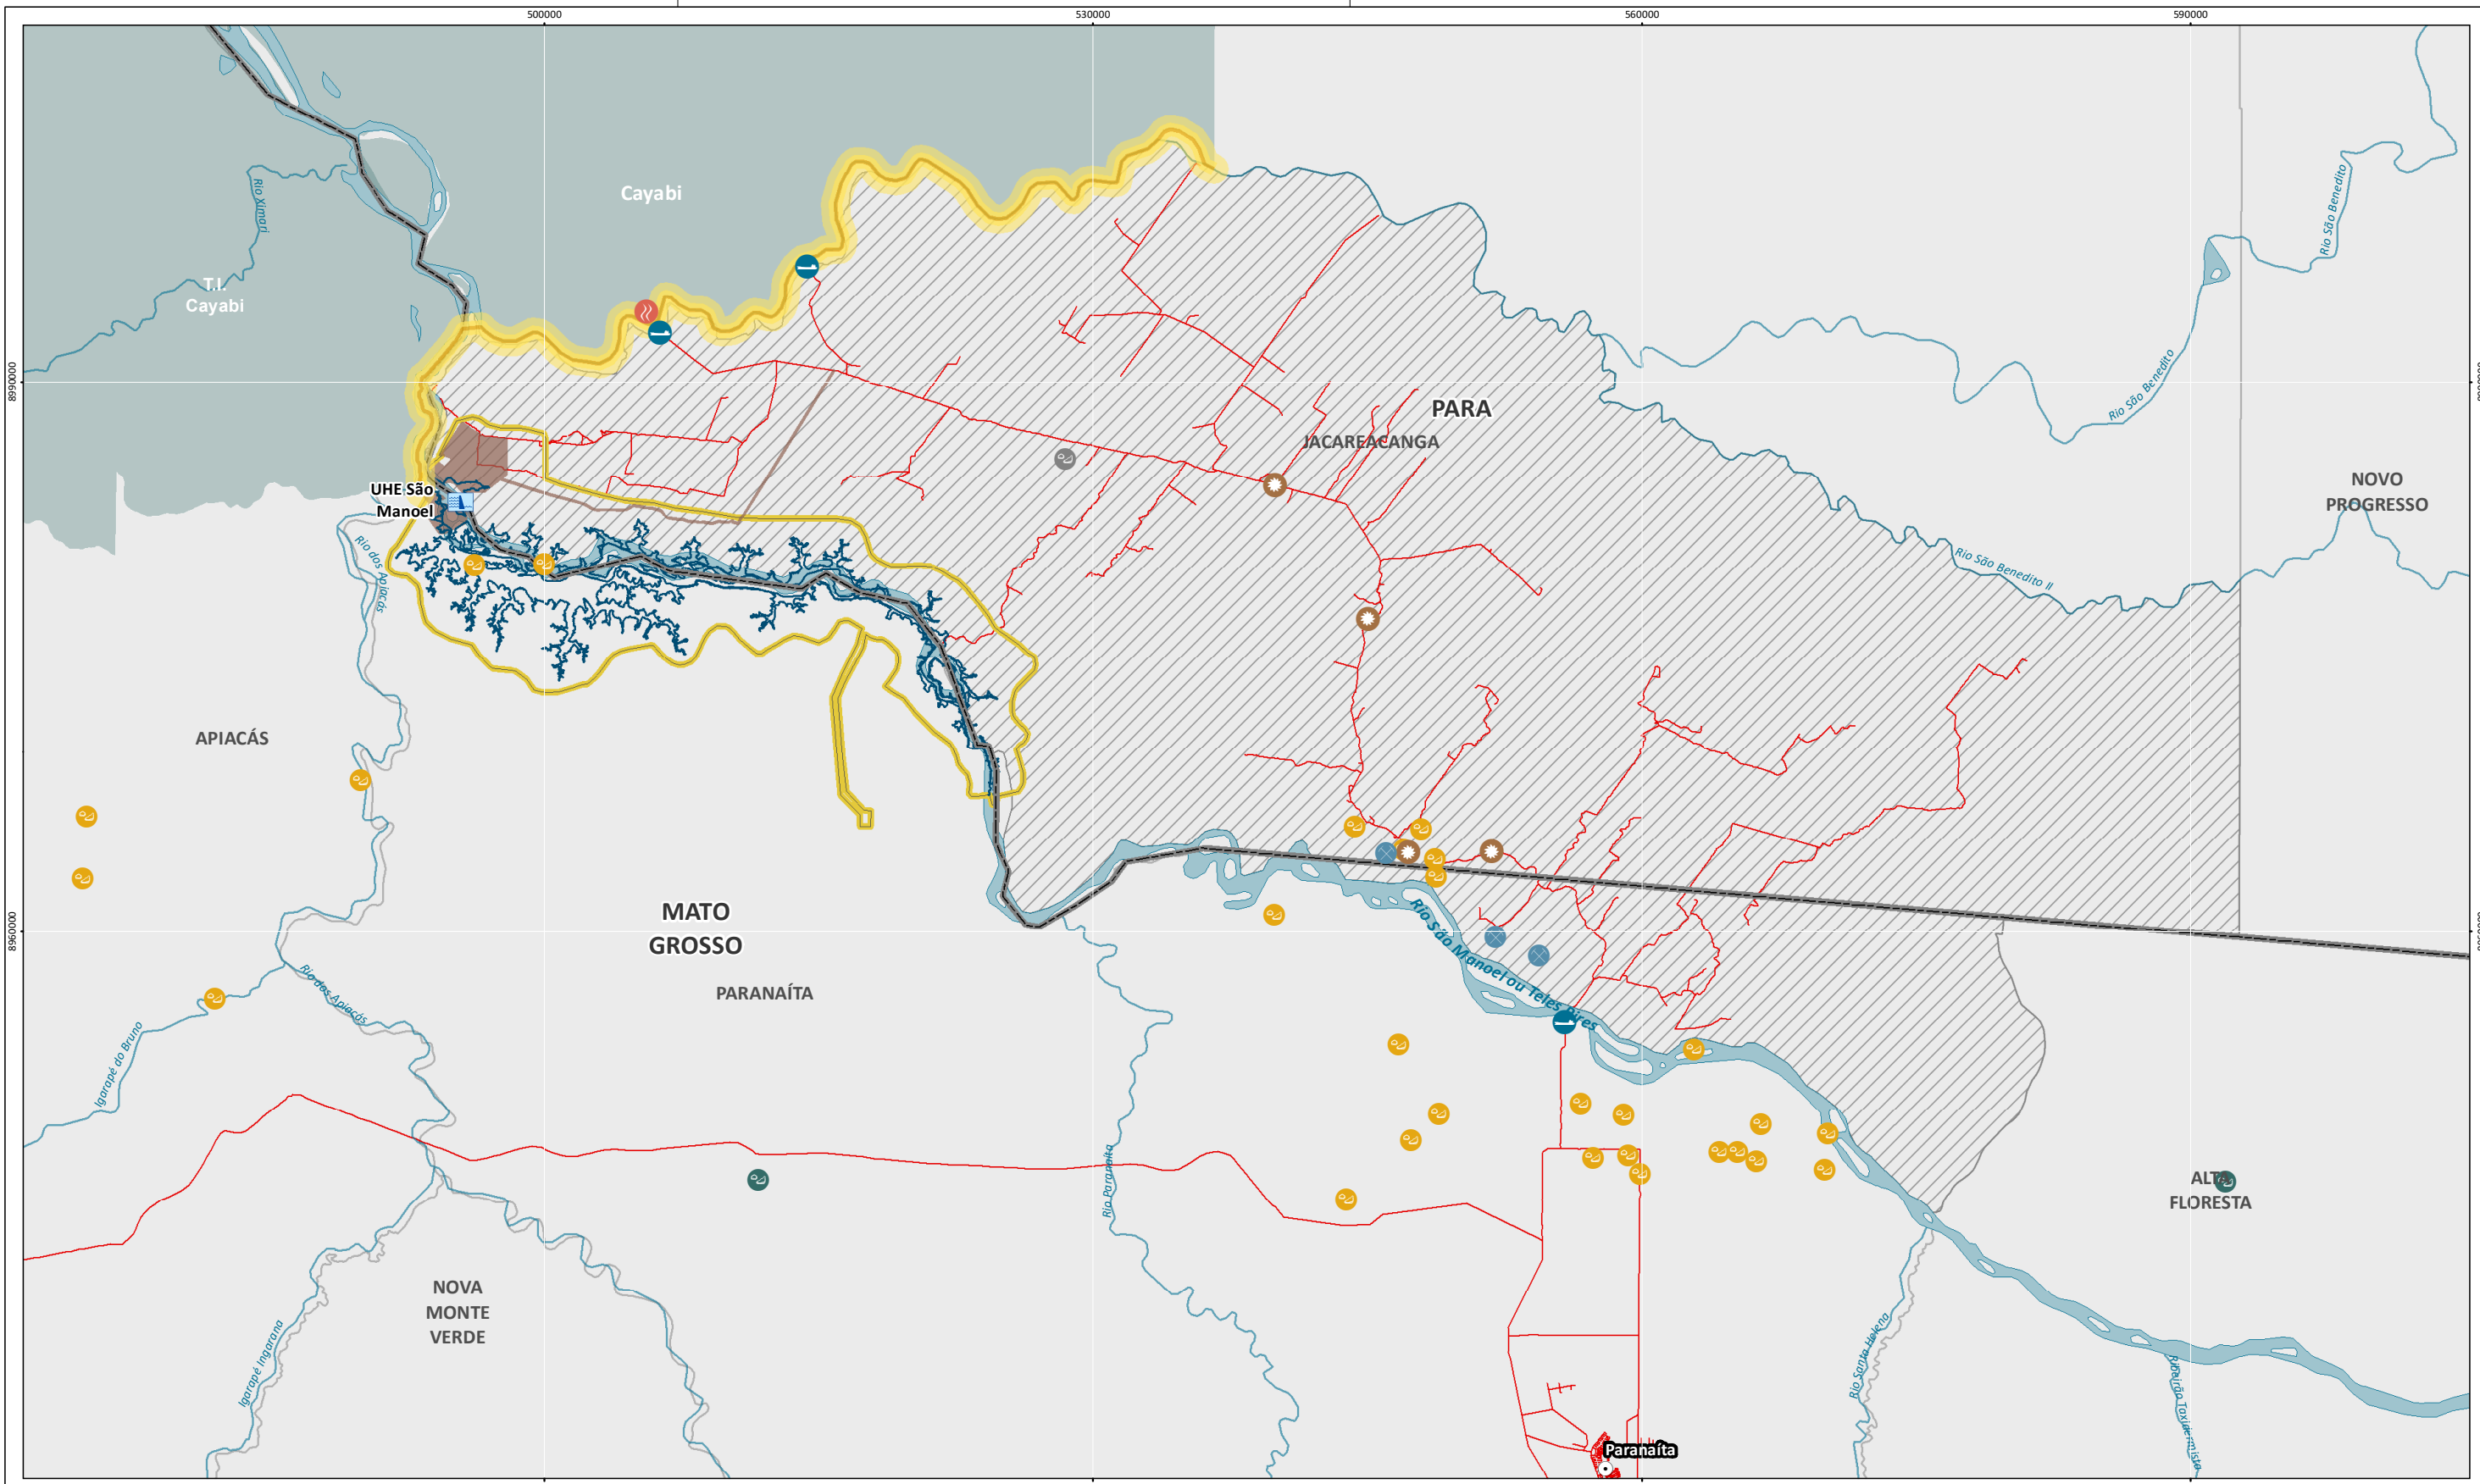 500000
530000
560000
590000
Cayabi
Rio Ximari
T.I.
Cayabi
Rio São Benedito
8990000
Rio São Benedito
PARA
JACAREACANGA
UHE São
Manoel
NOVO
PROGRESSO
Rio dos Apiacás
Rio São Benedito II
APIACÁS
8960000
MATO
GROSSO
Rio São Manoel ou Teles Pires
PARANAÍTA
Rio dos Apiacás
Igarapé do Bruno
Rio Paranaíta
ALTA
FLORESTA
NOVA
MONTE
VERDE
Igarapé Ingarana
Rio Santa Helena
Ribeirão Taxidermista
Paranaíta